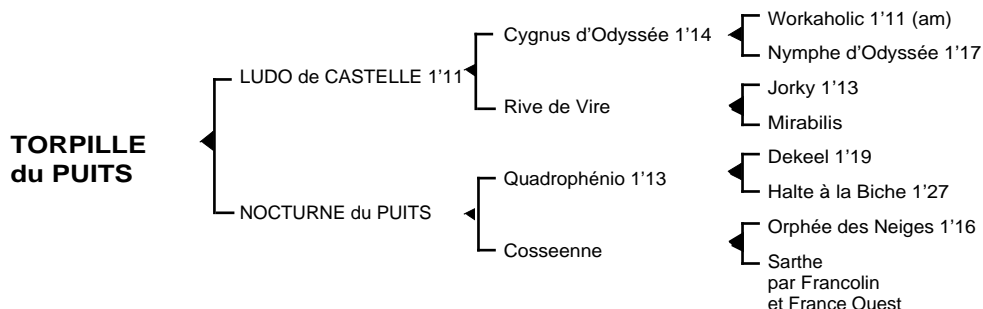 TORPILLE
du PUITS
LUDO de CASTELLE 1’11
NOCTURNE du PUITS
Cygnus d’Odyssée 1’14
Rive de Vire
Quadrophénio 1’13
Cosseenne
Workaholic 1’11 (am)
Nymphe d’Odyssée 1’17
Jorky 1’13
Mirabilis
Dekeel 1’19
Halte à la Biche 1’27
Orphée des Neiges 1’16
Sarthe
par Francolin
et France Ouest